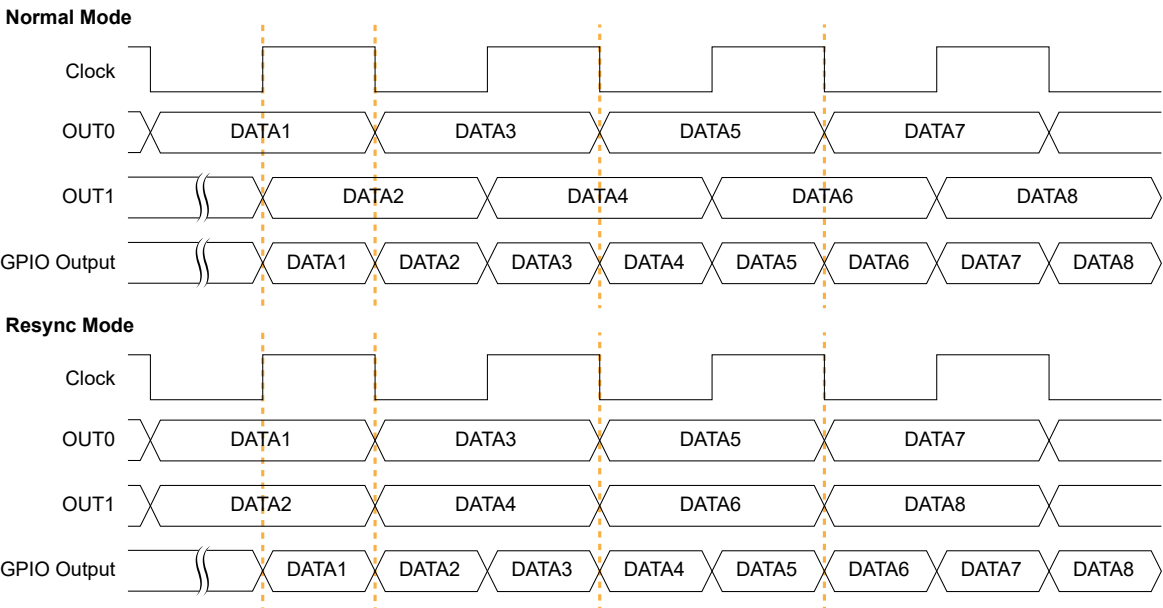 Normal Mode
Clock
OUT0 DATA1 DATA3 DATA5 DATA7
OUT1 DATA2 DATA4 DATA6 DATA8
GPIO Output DATA1 DATA2 DATA3 DATA4 DATA5 DATA6 DATA7 DATA8
Resync Mode
Clock
OUT0 DATA1 DATA3 DATA5 DATA7
OUT1 DATA2 DATA4 DATA6 DATA8
GPIO Output DATA1 DATA2 DATA3 DATA4 DATA5 DATA6 DATA7 DATA8